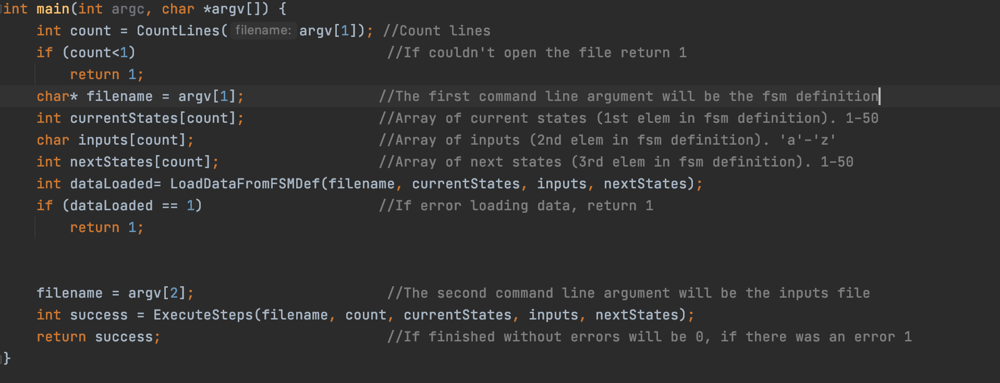 int main(int argc, char *argv[]) {
    int count = CountLines( filename: argv[1]); //Count lines
    if (count<1)                              //If couldn't open the file return 1
        return 1;
    char* filename = argv[1];                //The first command line argument will be the fsm definition
    int currentStates[count];                //Array of current states (1st elem in fsm definition). 1-50
    char inputs[count];                      //Array of inputs (2nd elem in fsm definition). 'a'-'z'
    int nextStates[count];                   //Array of next states (3rd elem in fsm definition). 1-50
    int dataLoaded= LoadDataFromFSMDef(filename, currentStates, inputs, nextStates);
    if (dataLoaded == 1)                     //If error loading data, return 1
        return 1;
    filename = argv[2];                       //The second command line argument will be the inputs file
    int success = ExecuteSteps(filename, count, currentStates, inputs, nextStates);
    return success;                           //If finished without errors will be 0, if there was an error 1
}